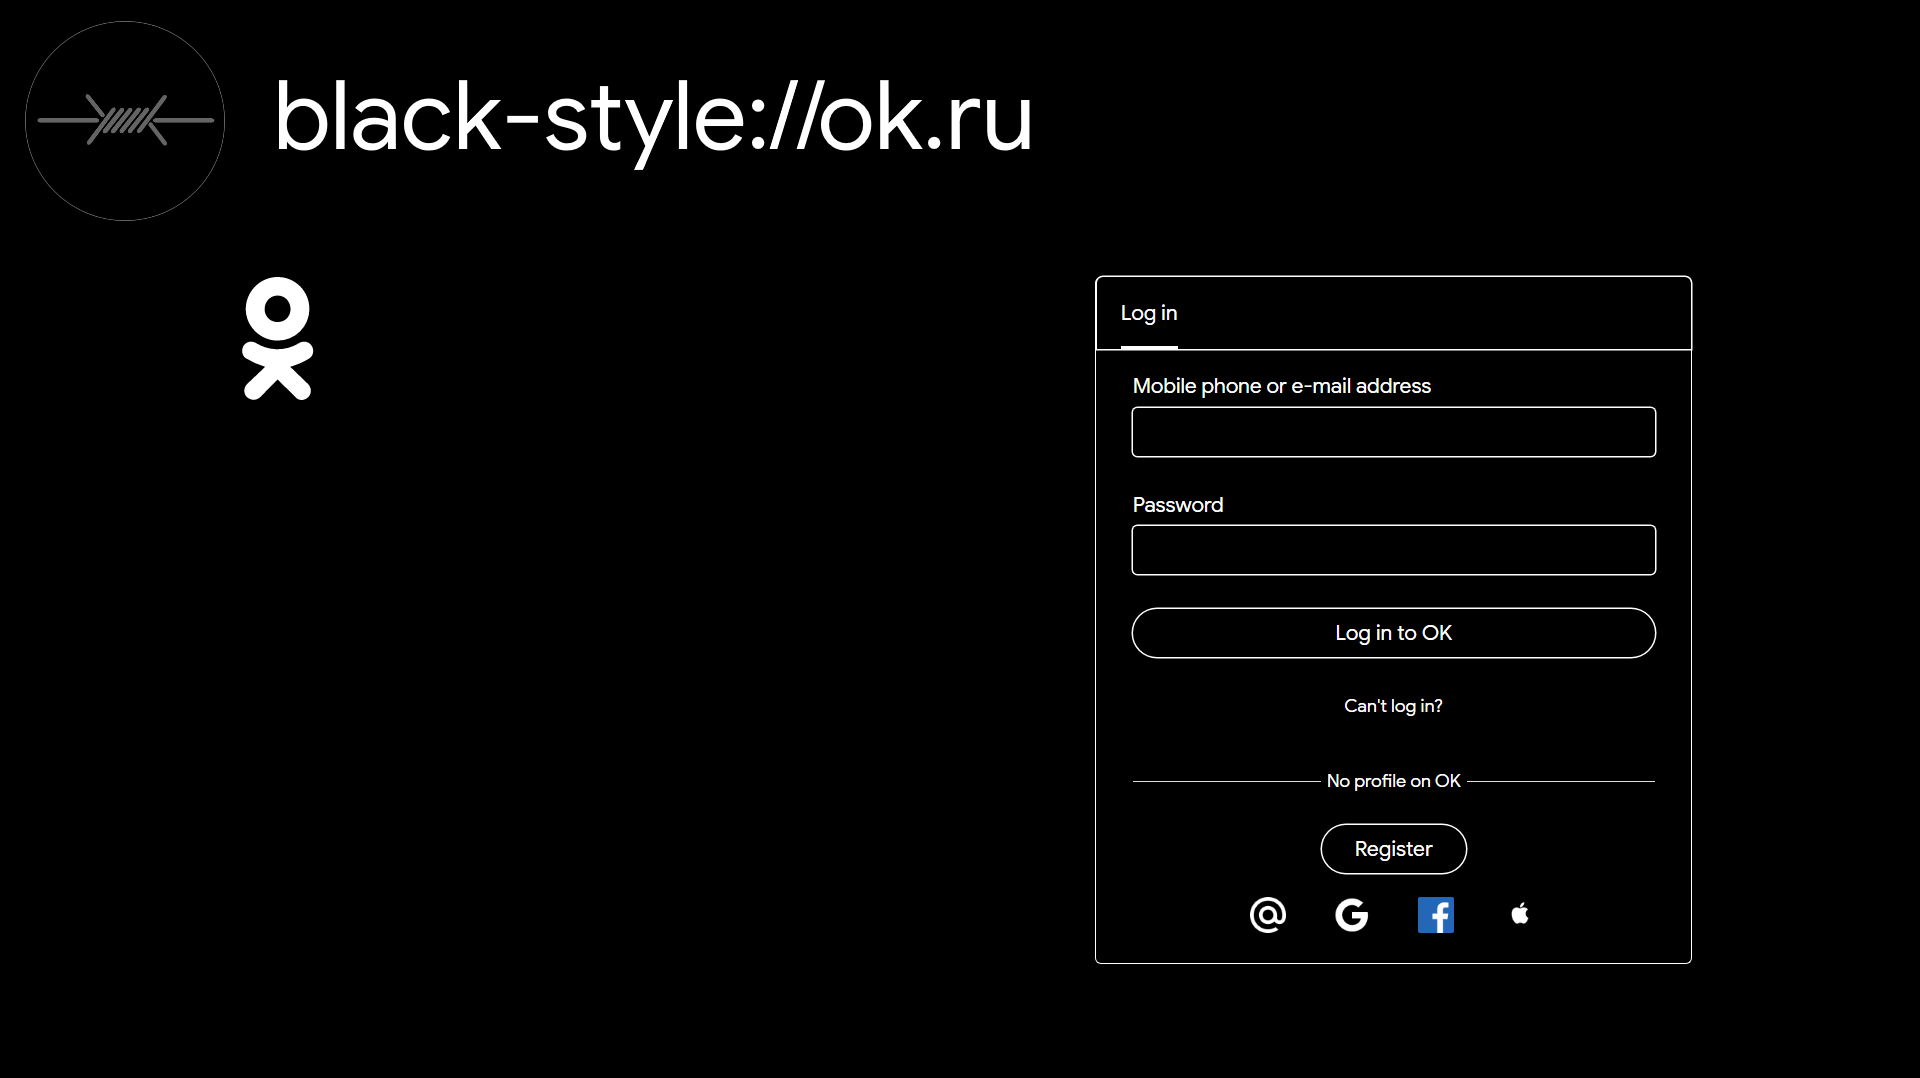 black-style://ok.ru
Log in
Mobile phone or e-mail address
Password
Log in to OK
Can't log in?
No profile on OK
Register